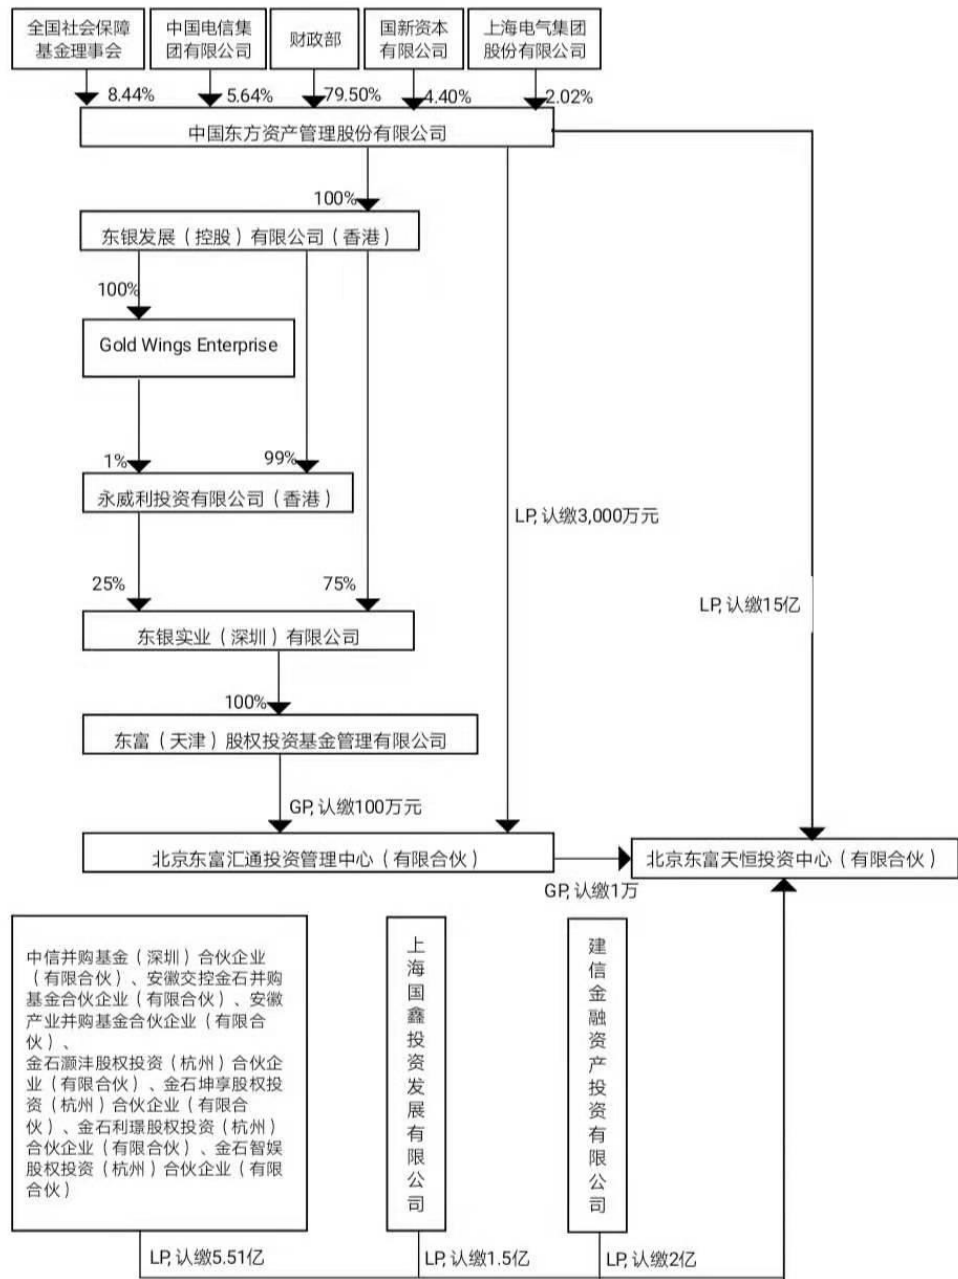 全国社会保障
基金理事会
中国电信集
团有限公司
财政部
国新资本
有限公司
上海电气集团
股份有限公司
8.44%
5.64%
79.50%
4.40%
2.02%
中国东方资产管理股份有限公司
100%
东银发展（控股）有限公司（香港）
100%
Gold Wings Enterprise
1%
99%
永威利投资有限公司（香港）
LP, 认缴3,000万元
25%
75%
LP, 认缴15亿
东银实业（深圳）有限公司
100%
东富（天津）股权投资基金管理有限公司
GP, 认缴100万元
北京东富汇通投资管理中心（有限合伙）
北京东富天恒投资中心（有限合伙）
GP, 认缴1万
中信并购基金（深圳）合伙企业
（有限合伙）、安徽交控金石并购
基金合伙企业（有限合伙）、安徽
产业并购基金合伙企业（有限合
伙）、
金石灏沣股权投资（杭州）合伙企
业（有限合伙）、金石坤享股权投
资（杭州）合伙企业（有限合
伙）、金石利璟股权投资（杭州）
合伙企业（有限合伙）、金石智娱
股权投资（杭州）合伙企业（有限
合伙）
上海国鑫投资发展有限公司
建信金融资产投资有限公司
LP, 认缴5.51亿
LP, 认缴1.5亿
LP, 认缴2亿